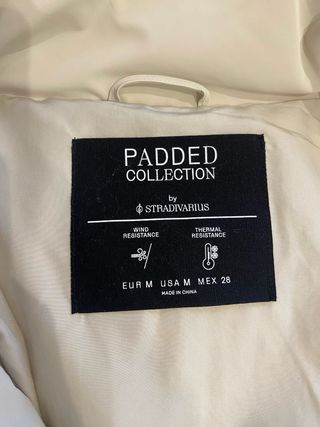 PADDED
COLLECTION
by
STRADIVARIUS
WIND RESISTANCE
THERMAL RESISTANCE
EUR M USA M MEX 28
MADE IN CHINA